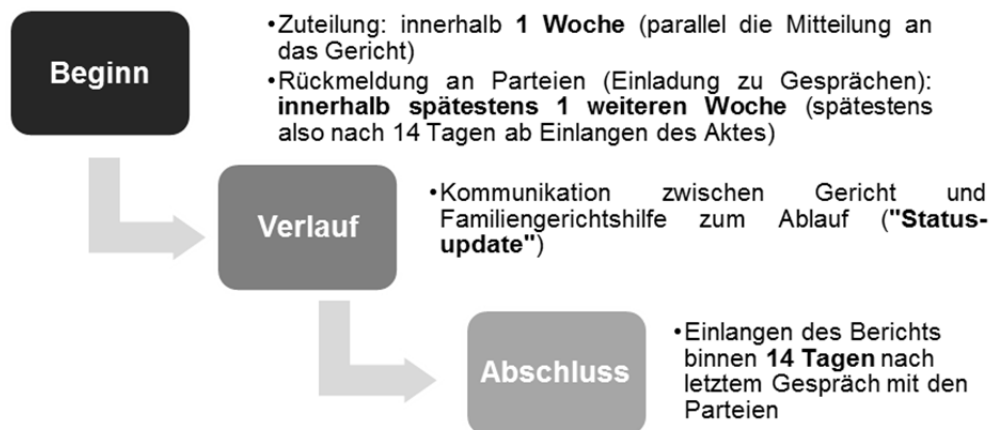 Beginn
•Zuteilung: innerhalb 1 Woche (parallel die Mitteilung an
das Gericht)
•Rückmeldung an Parteien (Einladung zu Gesprächen):
innerhalb spätestens 1 weiteren Woche (spätestens
also nach 14 Tagen ab Einlangen des Aktes)
Verlauf
•Kommunikation zwischen Gericht und
Familiengerichtshilfe zum Ablauf ("Status-
update")
Abschluss
•Einlangen des Berichts
binnen 14 Tagen nach
letztem Gespräch mit den
Parteien